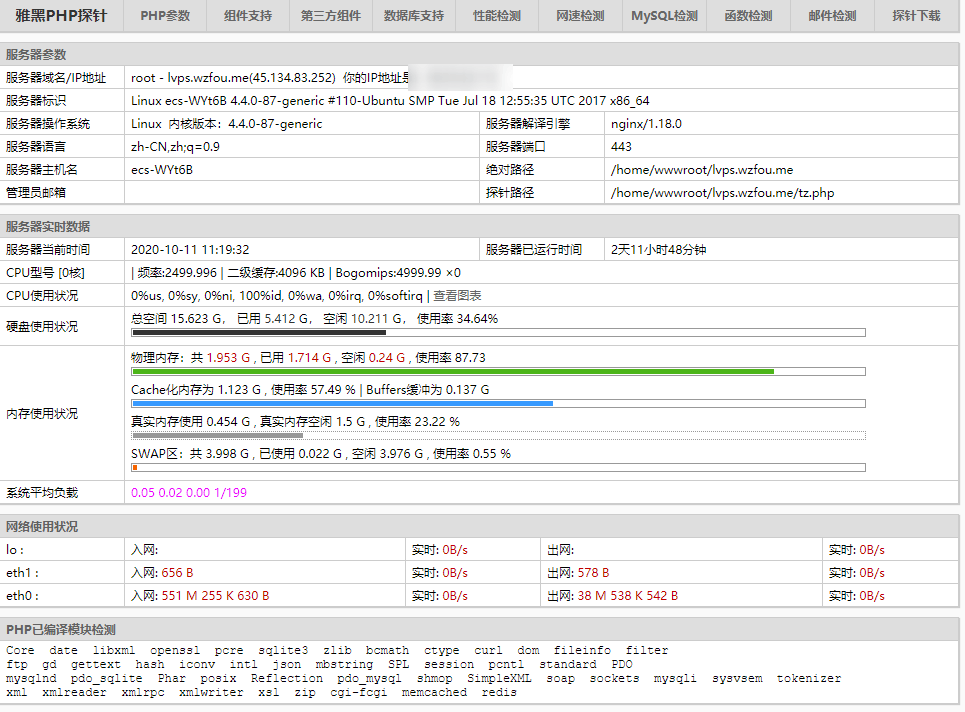 雅黑PHP探针 PHP参数 组件支持 第三方组件 数据库支持 性能检测 网速检测 MySQL检测 函数检测 邮件检测 探针下载
服务器参数
服务器域名/IP地址 root - lvps.wzfou.me(45.134.83.252) 你的IP地址是
服务器标识 Linux ecs-WYt6B 4.4.0-87-generic #110-Ubuntu SMP Tue Jul 18 12:55:35 UTC 2017 x86_64
服务器操作系统 Linux 内核版本：4.4.0-87-generic 服务器解译引擎 nginx/1.18.0
服务器语言 zh-CN,zh;q=0.9 服务器端口 443
服务器主机名 ecs-WYt6B 绝对路径 /home/wwwroot/lvps.wzfou.me
管理员邮箱 探针路径 /home/wwwroot/lvps.wzfou.me/tz.php
服务器实时数据
服务器当前时间 2020-10-11 11:19:32 服务器已运行时间 2天11小时48分钟
CPU型号 [0核] | 频率:2499.996 | 二级缓存:4096 KB | Bogomips:4999.99 ×0
CPU使用状况 0%us, 0%sy, 0%ni, 100%id, 0%wa, 0%irq, 0%softirq | 查看图表
硬盘使用状况 总空间 15.623 G， 已用 5.412 G， 空闲 10.211 G， 使用率 34.64%
物理内存：共 1.953 G , 已用 1.714 G , 空闲 0.24 G , 使用率 87.73
Cache化内存为 1.123 G , 使用率 57.49 % | Buffers缓冲为 0.137 G
内存使用状况
真实内存使用 0.454 G , 真实内存空闲 1.5 G , 使用率 23.22 %
SWAP区：共 3.998 G , 已使用 0.022 G , 空闲 3.976 G , 使用率 0.55 %
系统平均负载 0.05 0.02 0.00 1/199
网络使用状况
lo : 入网: 实时: 0B/s 出网: 实时: 0B/s
eth1 : 入网: 656 B 实时: 0B/s 出网: 578 B 实时: 0B/s
eth0 : 入网: 551 M 255 K 630 B 实时: 0B/s 出网: 38 M 538 K 542 B 实时: 0B/s
PHP已编译模块检测
Core date libxml openssl pcre sqlite3 zlib bcmath ctype curl dom fileinfo filter
ftp gd gettext hash iconv intl json mbstring SPL session pcntl standard PDO
mysqlnd pdo_sqlite Phar posix Reflection pdo_mysql shmop SimpleXML soap sockets mysqli sysvsem tokenizer
xml xmlreader xmlrpc xmlwriter xsl zip cgi-fcgi memcached redis